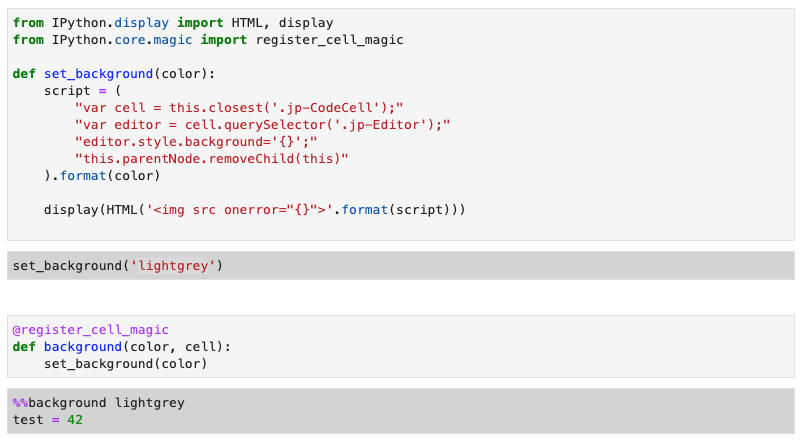 from IPython.display import HTML, display
from IPython.core.magic import register_cell_magic

def set_background(color):
    script = (
        "var cell = this.closest('.jp-CodeCell');"
        "var editor = cell.querySelector('.jp-Editor');"
        "editor.style.background='{}';"
        "this.parentNode.removeChild(this)"
    ).format(color)

    display(HTML('<img src onerror="{}">'.format(script)))

set_background('lightgrey')

@register_cell_magic
def background(color, cell):
    set_background(color)

%%background lightgrey
test = 42